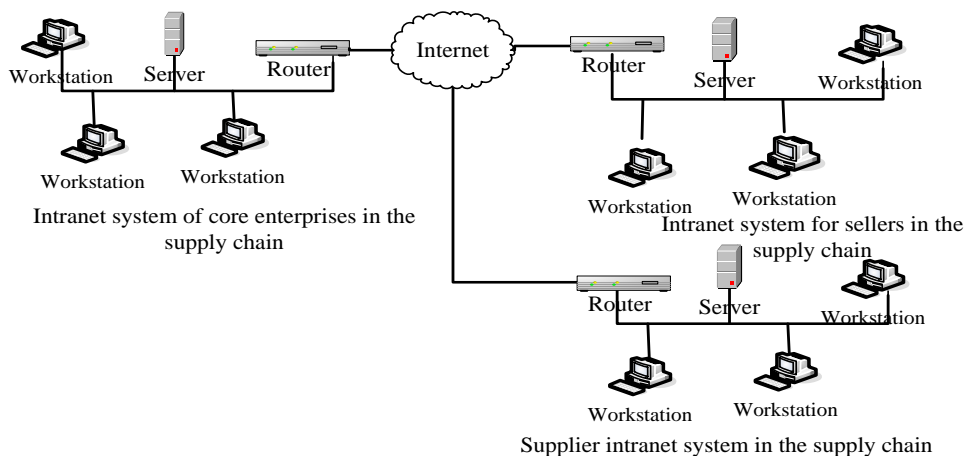 Workstation
Server
Router
Workstation
Workstation
Intranet system of core enterprises in the
supply chain
Internet
Router
Server
Workstation
Workstation
Workstation
Intranet system for sellers in the
supply chain
Router
Server
Workstation
Workstation
Workstation
Supplier intranet system in the supply chain